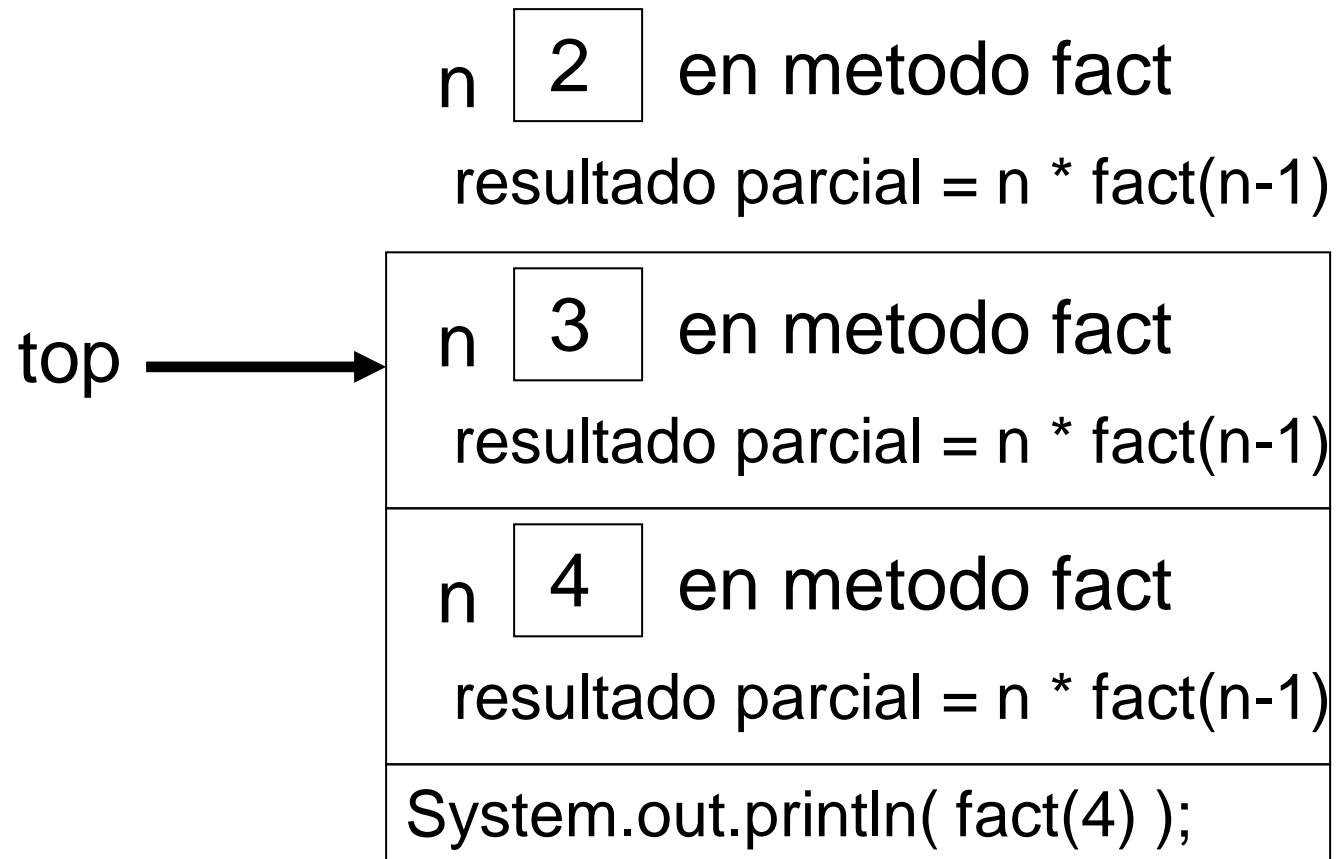 n 2 en metodo fact
resultado parcial = n * fact(n-1)
top n 3 en metodo fact
resultado parcial = n * fact(n-1)
n 4 en metodo fact
resultado parcial = n * fact(n-1)
System.out.println( fact(4) );